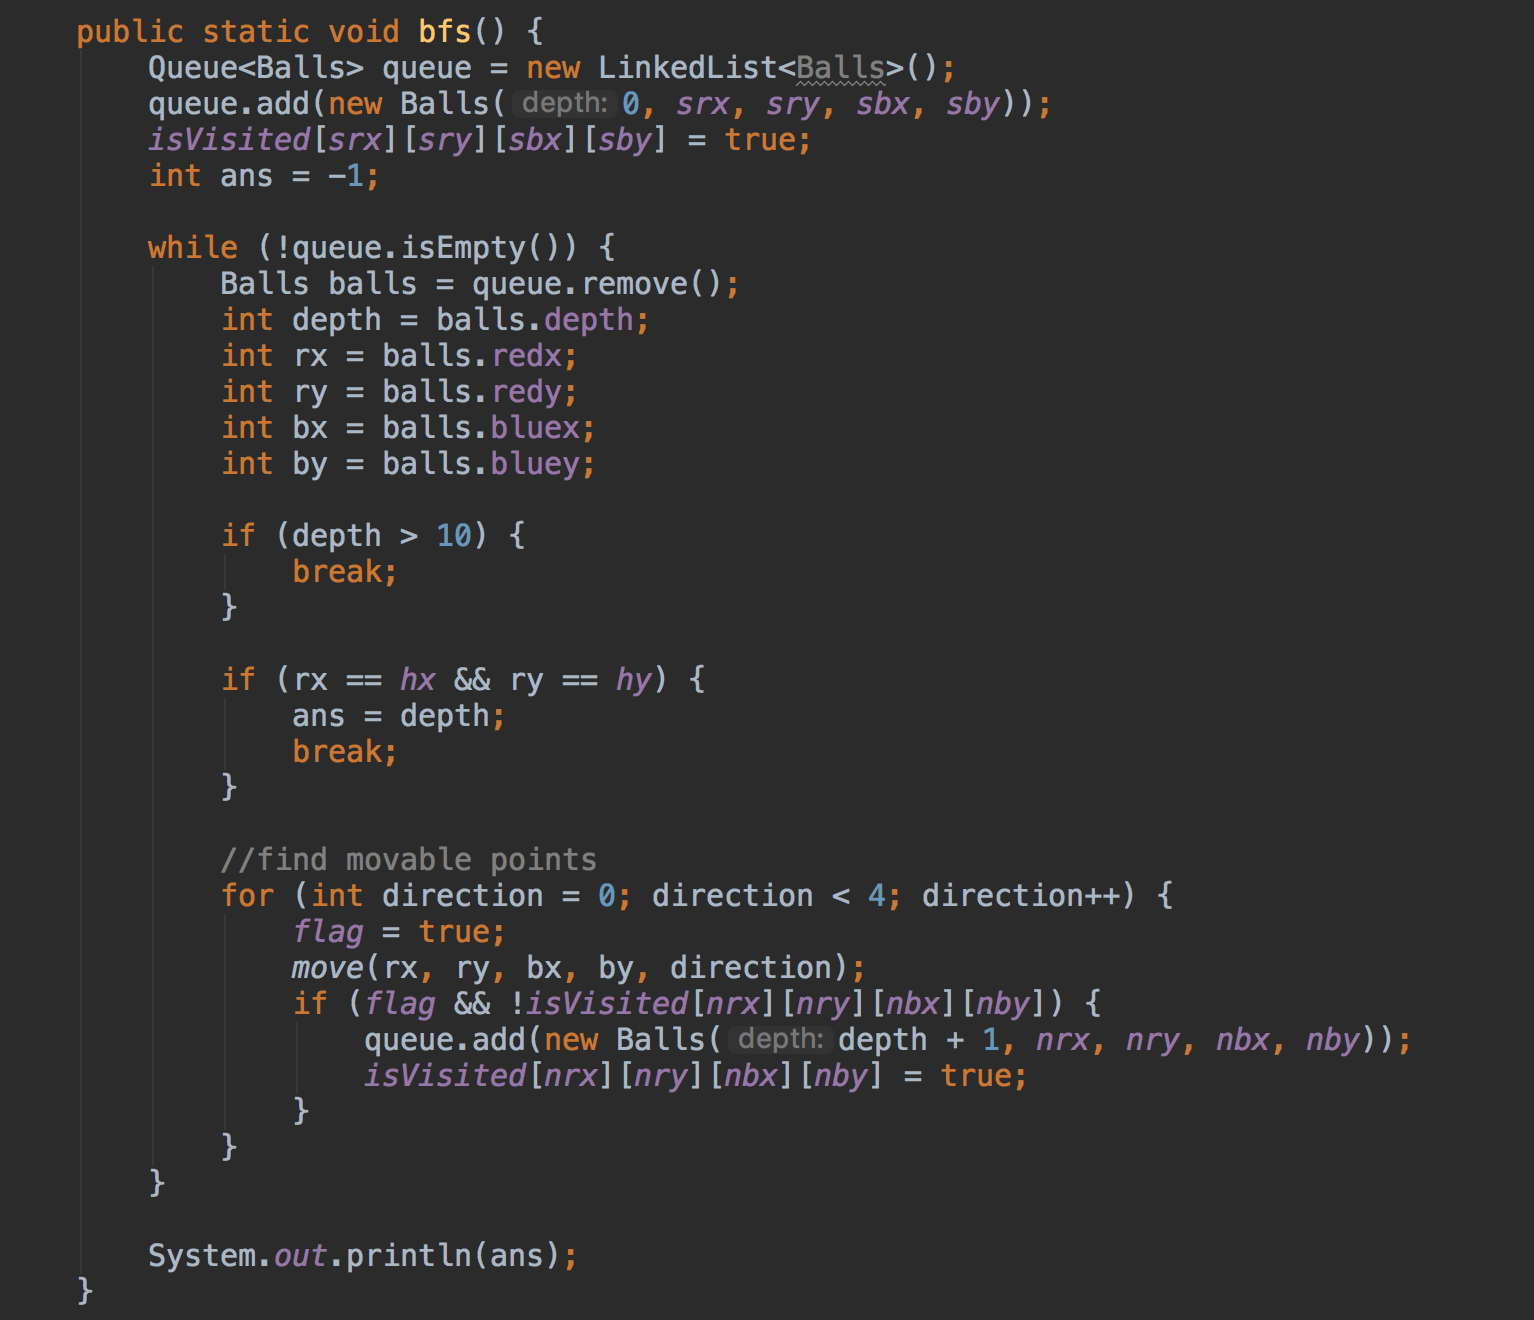 public static void bfs() {
Queue<Balls> queue = new LinkedList<Balls>();
queue.add(new Balls( depth: 0, srx, sry, sbx, sby));
isVisited[srx][sry][sbx][sby] = true;
int ans = -1;
while (!queue.isEmpty()) {
Balls balls = queue.remove();
int depth = balls.depth;
int rx = balls.redx;
int ry = balls.redy;
int bx = balls.bluex;
int by = balls.bluey;
if (depth > 10) {
break;
}
if (rx == hx && ry == hy) {
ans = depth;
break;
}
//find movable points
for (int direction = 0; direction < 4; direction++) {
flag = true;
move(rx, ry, bx, by, direction);
if (flag && !isVisited[nrx][nry][nbx][nby]) {
queue.add(new Balls( depth: depth + 1, nrx, nry, nbx, nby));
isVisited[nrx][nry][nbx][nby] = true;
}
}
}
System.out.println(ans);
}